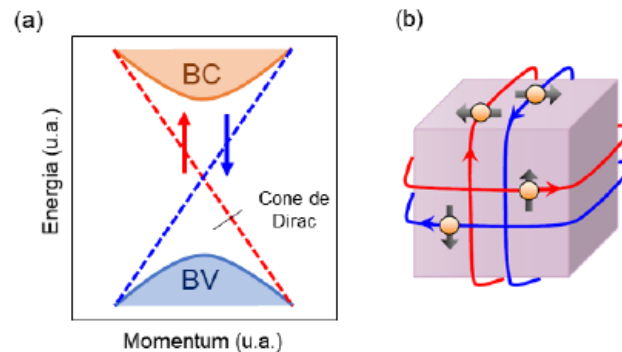 (a)
BC
Energia (u.a.)
Cone de
Dirac
BV
Momentum (u.a.)
(b)